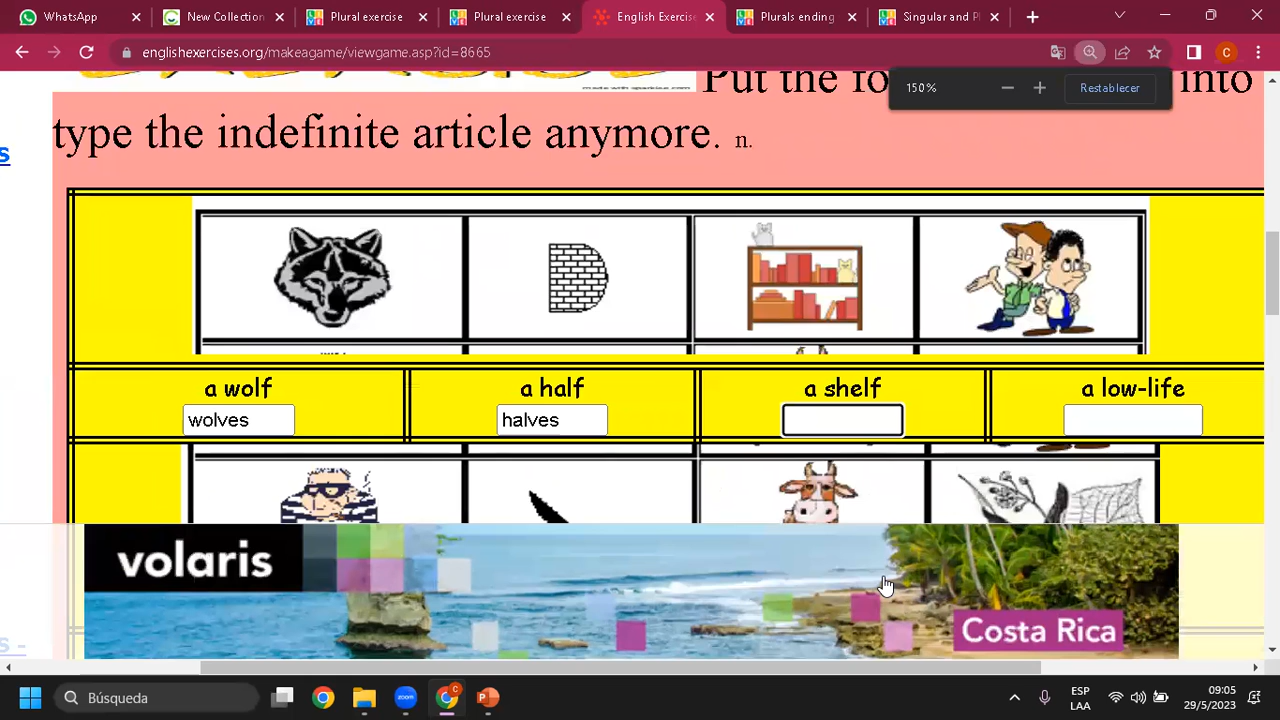 WhatsApp
New Collection
Plural exercise
Plural exercise
English Exercise
Plurals ending
Singular and Pl
englishexercises.org/makeagame/viewgame.asp?id=8665
150%
Restablecer
Put the fo into
type the indefinite article anymore. n.
s
a wolf
a half
a shelf
a low-life
wolves
halves
volaris
Costa Rica
s -
Búsqueda
zoom
ESP
LAA
09:05
29/5/2023